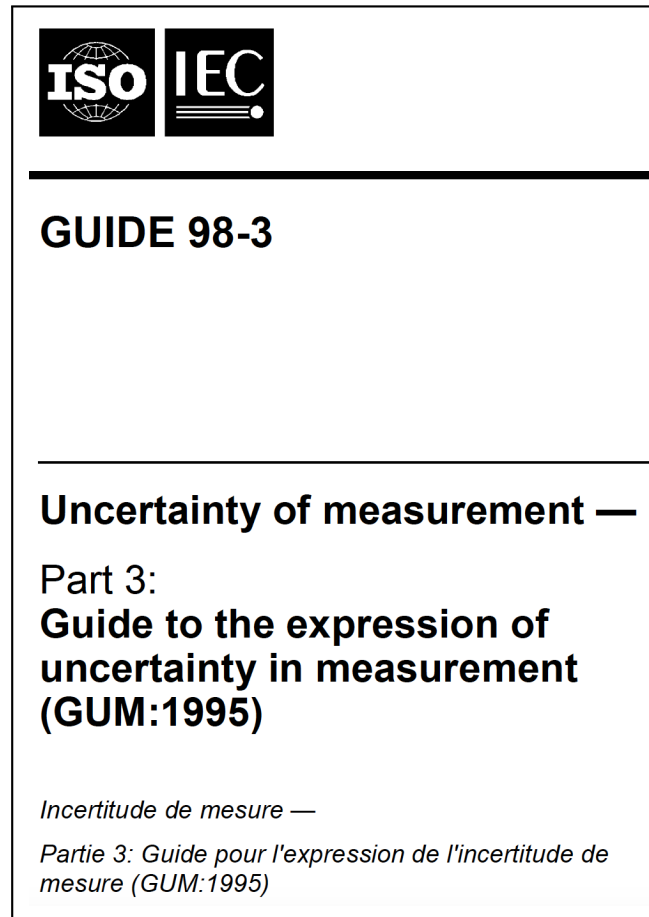 ISO IEC
GUIDE 98-3
Uncertainty of measurement —
Part 3:
Guide to the expression of
uncertainty in measurement
(GUM:1995)
Incertitude de mesure —
Partie 3: Guide pour l'expression de l'incertitude de
mesure (GUM:1995)